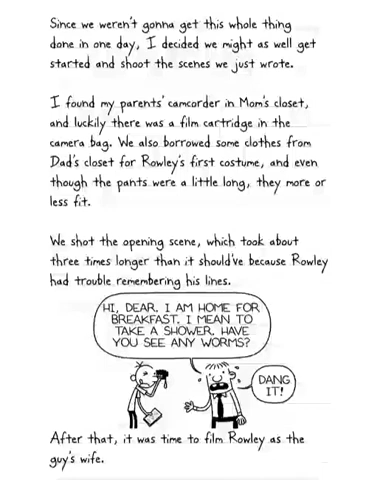 Since we weren't gonna get this whole thing
done in one day, I decided we might as well get
started and shoot the scenes we just wrote.
I found my parents' camcorder in Mom's closet,
and luckily there was a film cartridge in the
camera bag. We also borrowed some clothes from
Dad's closet for Rowley's first costume, and even
though the pants were a little long, they more or
less fit.
We shot the opening scene, which took about
three times longer than it should've because Rowley
had trouble remembering his lines.
HI, DEAR. I AM HOME FOR
BREAKFAST. I MEAN TO
TAKE A SHOWER. HAVE
YOU SEE ANY WORMS?
DANG
IT!
After that, it was time to film Rowley as the
guy's wife.